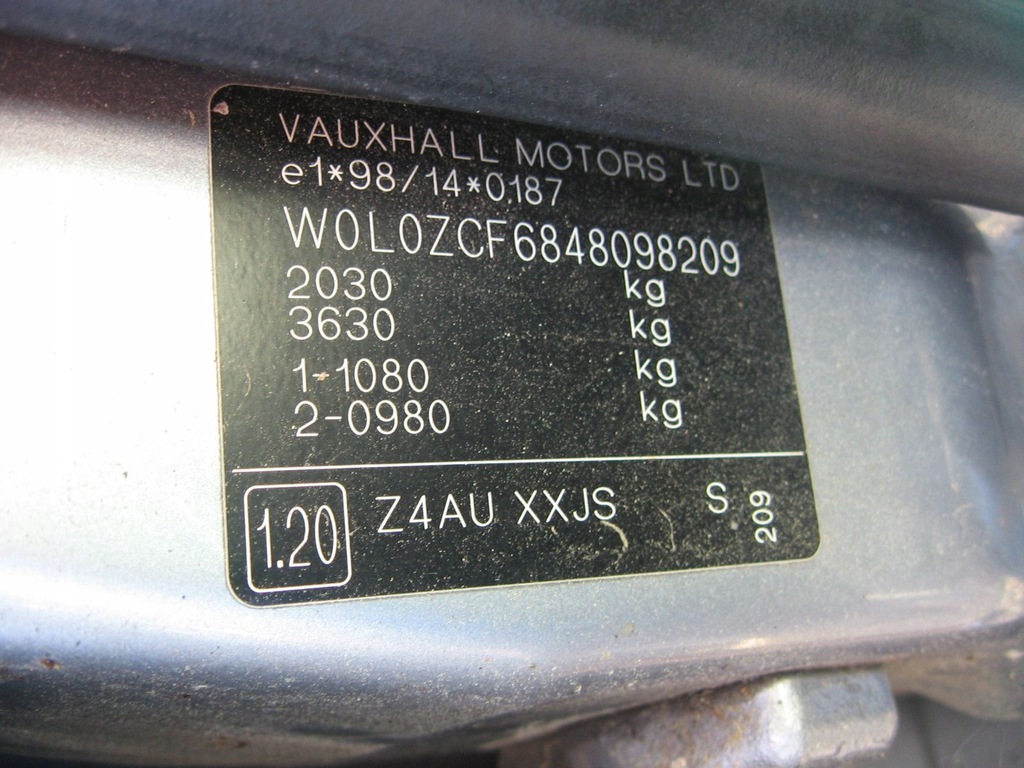 VAUXHALL MOTORS LTD
e1*98/14*0187
W0L0ZCF6848098209
2030 kg
3630 kg
1-1080 kg
2-0980 kg
1.20 Z4AU XXJS S 209